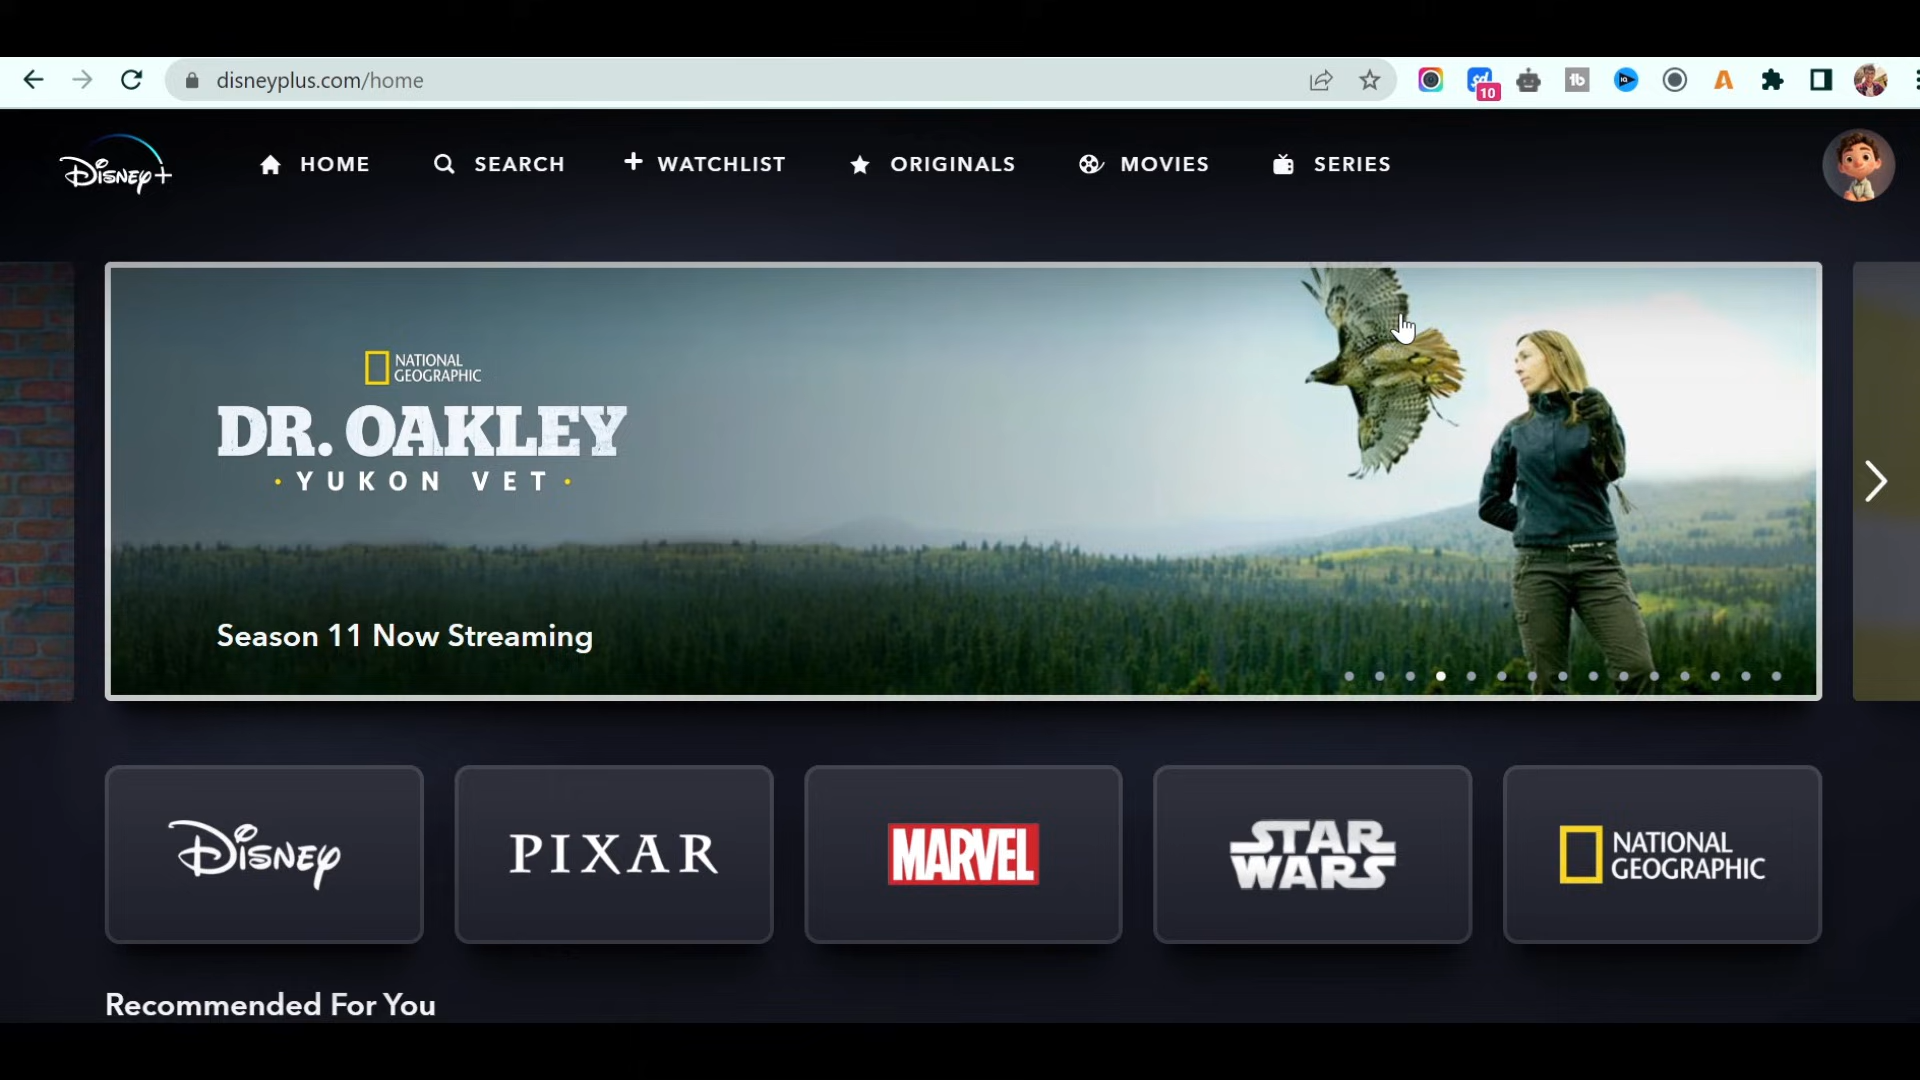 disneyplus.com/home
10
Disney+
HOME
SEARCH
WATCHLIST
ORIGINALS
MOVIES
SERIES
NATIONAL
GEOGRAPHIC
DR. OAKLEY
· YUKON VET ·
Season 11 Now Streaming
Disney
PIXAR
MARVEL
STAR
WARS
NATIONAL
GEOGRAPHIC
Recommended For You